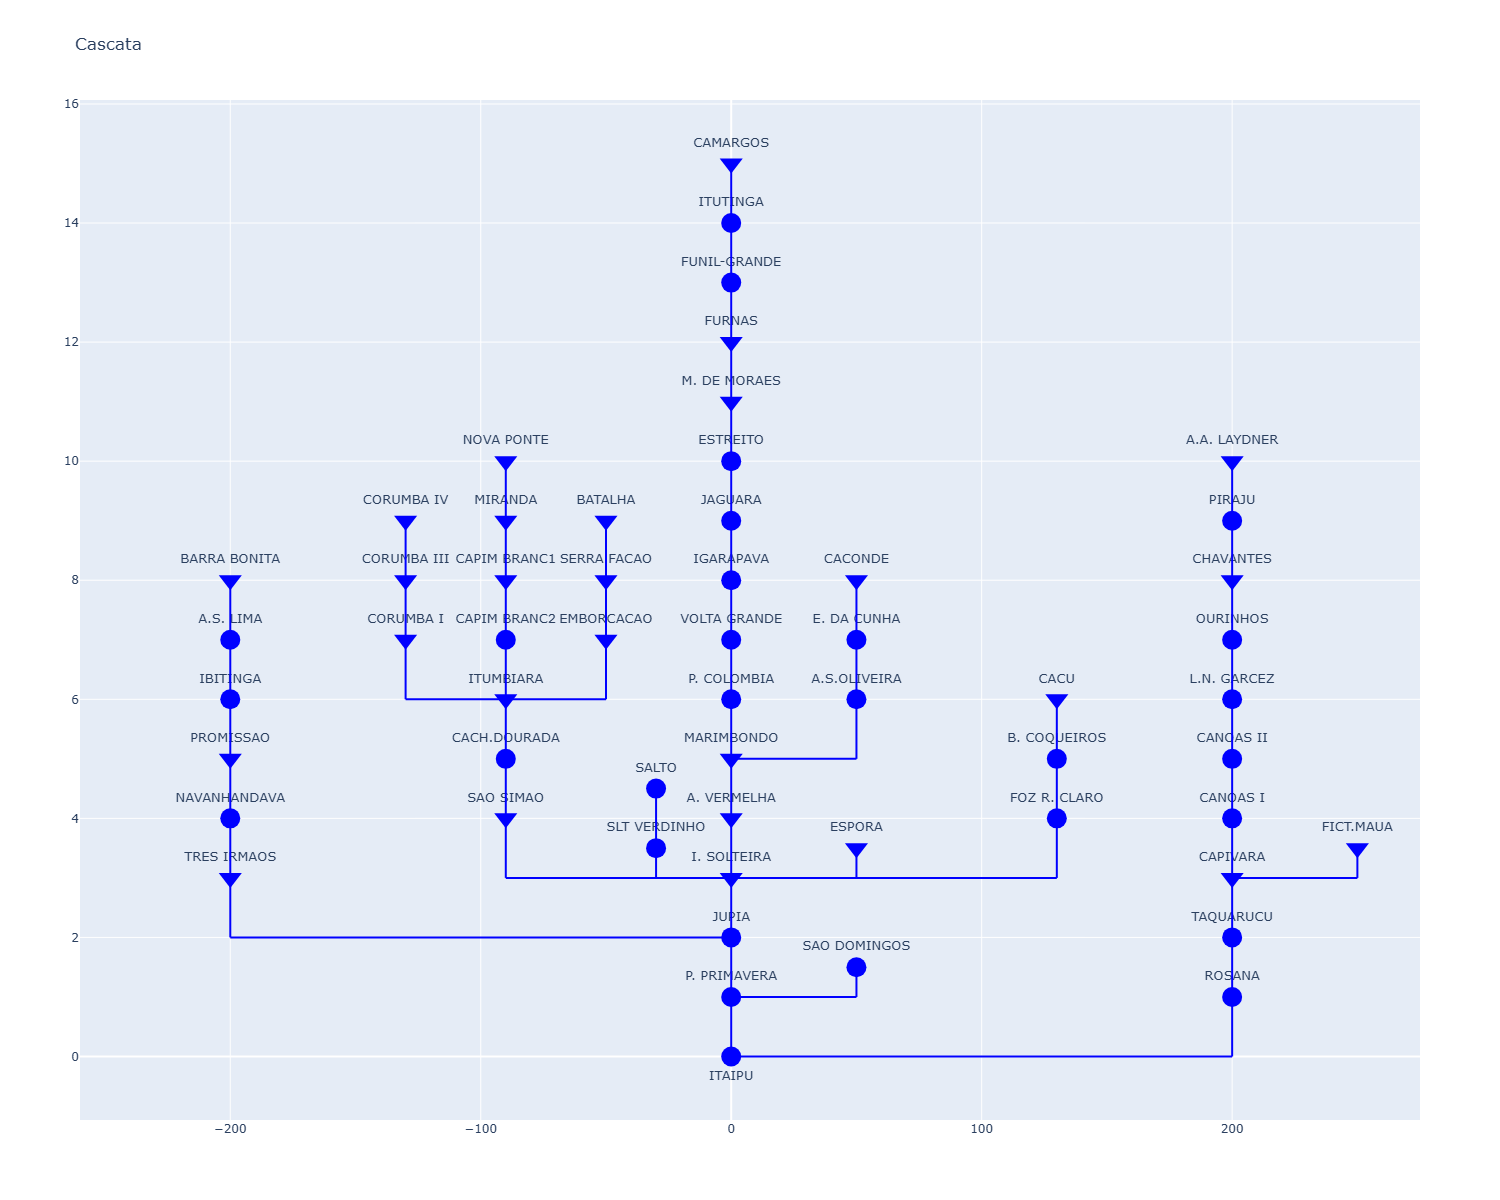 Cascata
16
CAMARGOS
14
ITUTINGA
FUNIL-GRANDE
12
FURNAS
M. DE MORAES
10
NOVA PONTE
ESTREITO
A.A. LAYDNER
CORUMBA IV
MIRANDA
BATALHA
JAGUARA
PIRAJU
8
BARRA BONITA
CORUMBA III
CAPIM BRANC1
SERRA FACAO
IGARAPAVA
CACONDE
CHAVANTES
A.S. LIMA
CORUMBA I
CAPIM BRANC2
EMBORCACAO
VOLTA GRANDE
E. DA CUNHA
OURINHOS
6
IBITINGA
ITUMBIARA
P. COLOMBIA
A.S.OLIVEIRA
CACU
L.N. GARCEZ
PROMISSAO
CACH.DOURADA
MARIMBONDO
B. COQUEIROS
CANOAS II
SALTO
4
NAVANHANDAVA
SAO SIMAO
A. VERMELHA
FOZ R. CLARO
CANOAS I
SLT VERDINHO
ESPORA
FICT.MAUA
TRES IRMAOS
I. SOLTEIRA
CAPIVARA
2
JUPIA
TAQUARUCU
SAO DOMINGOS
P. PRIMAVERA
ROSANA
0
ITAIPU
−200
−100
0
100
200